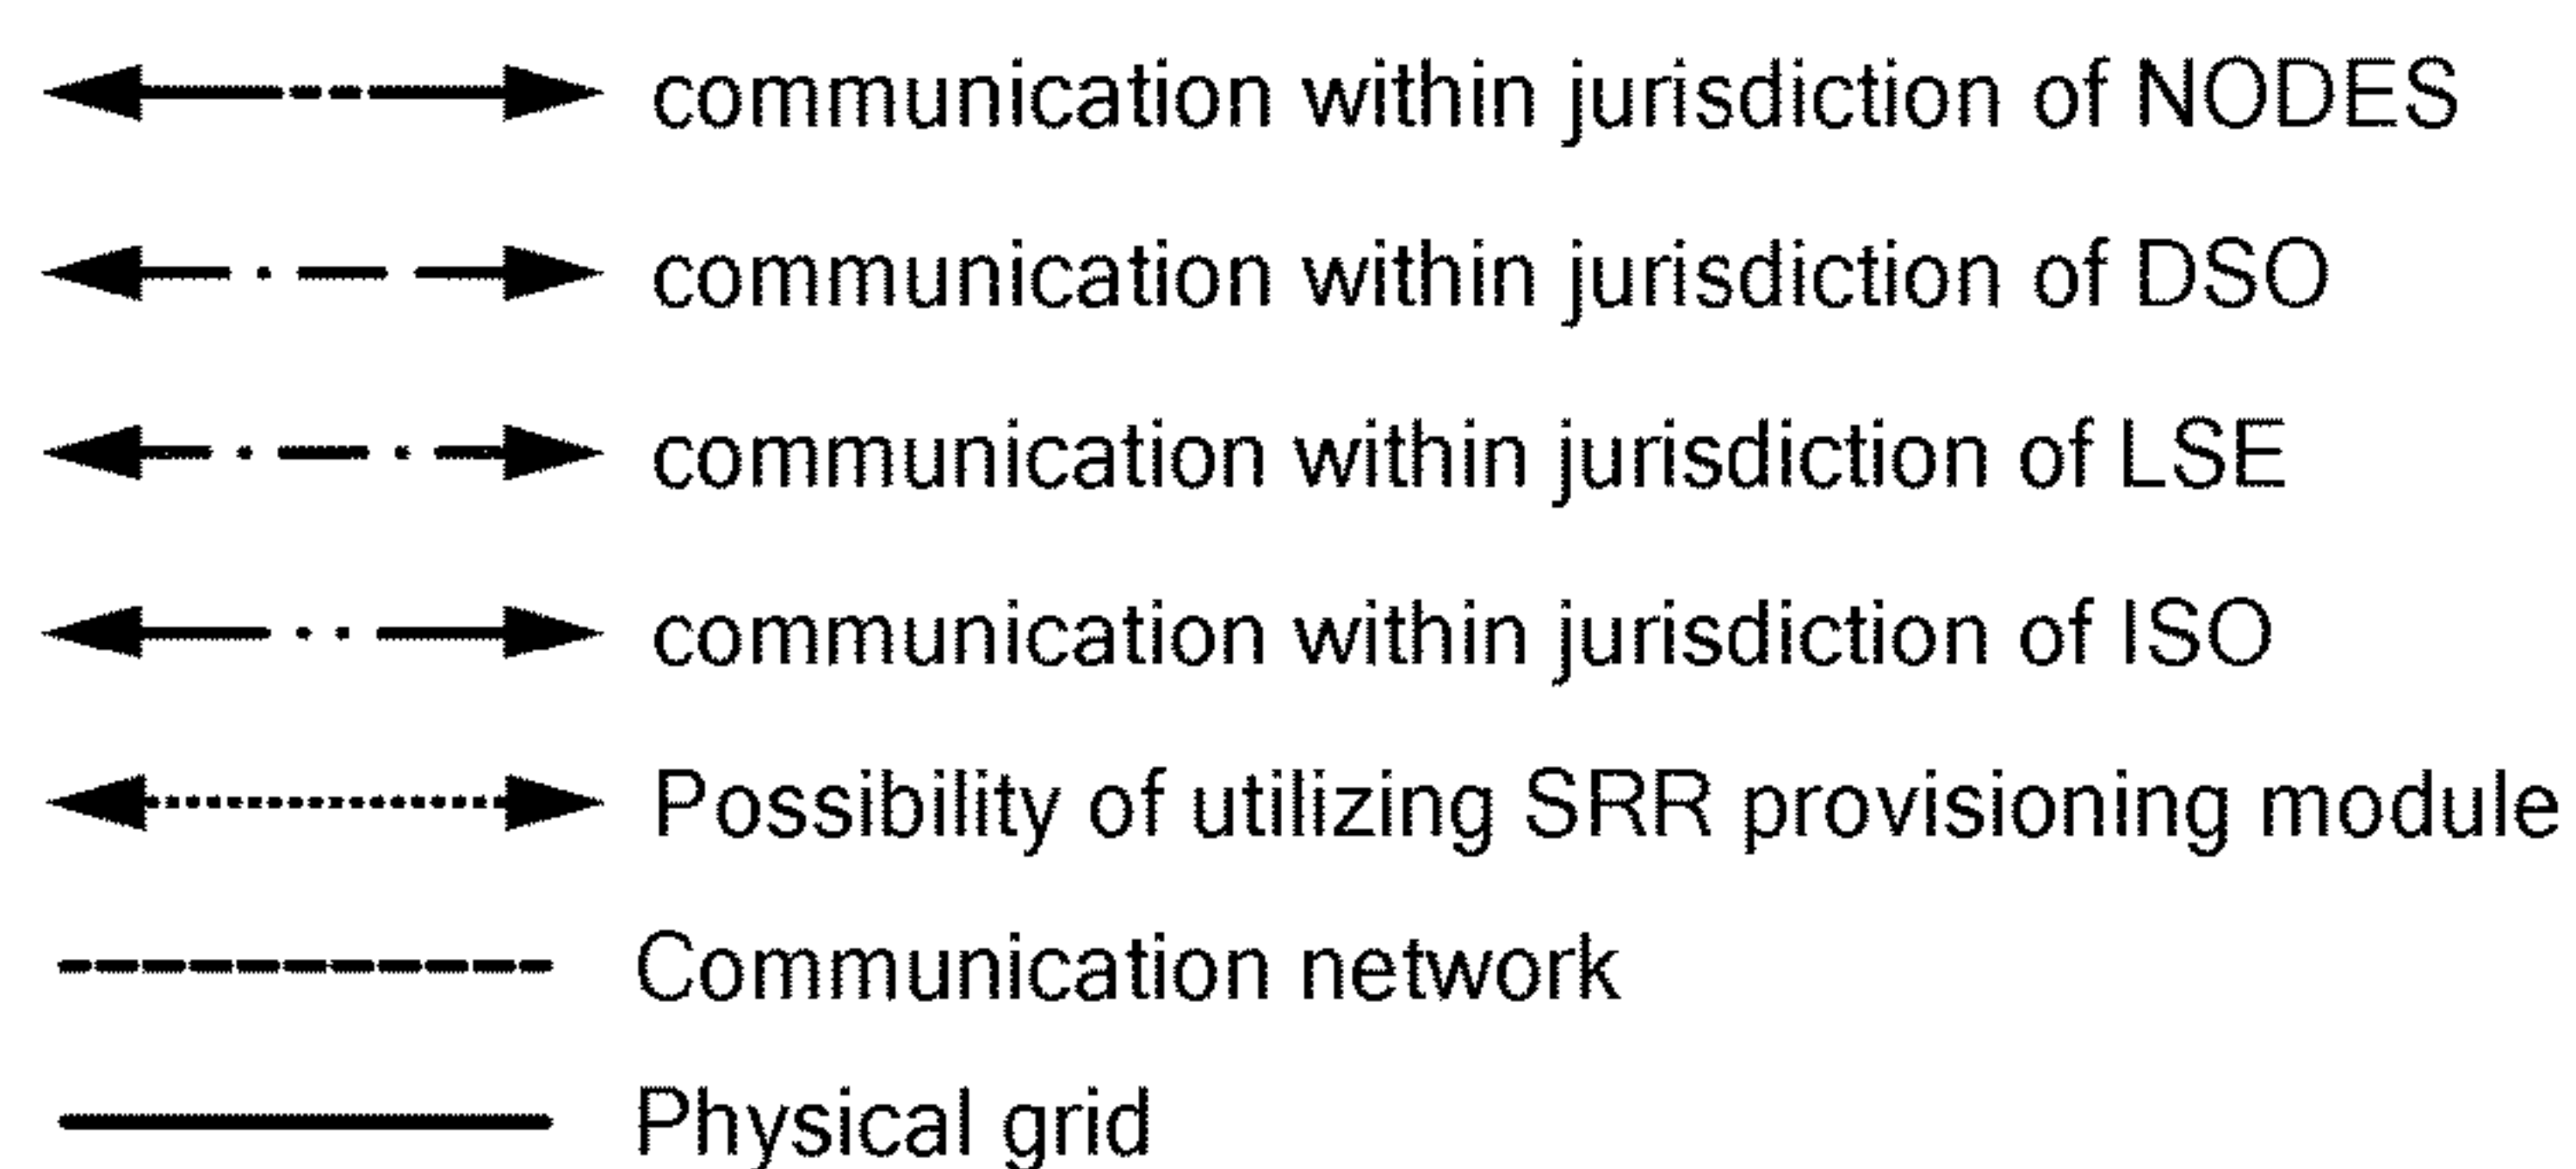 communication within jurisdiction of NODES
communication within jurisdiction of DSO
communication within jurisdiction of LSE
communication within jurisdiction of ISO
Possibility of utilizing SRR provisioning module
Communication network
Physical grid